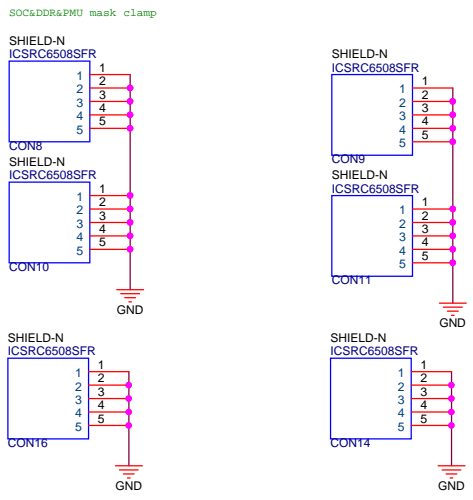 SOC&DDR&PMU mask clamp
SHIELD-N
ICSRC6508SFR
1 1
2 2
3 3
4 4
5 5
CON8
SHIELD-N
ICSRC6508SFR
1 1
2 2
3 3
4 4
5 5
CON10
GND
SHIELD-N
ICSRC6508SFR
1 1
2 2
3 3
4 4
5 5
CON9
SHIELD-N
ICSRC6508SFR
1 1
2 2
3 3
4 4
5 5
CON11
GND
SHIELD-N
ICSRC6508SFR
1 1
2 2
3 3
4 4
5 5
CON16
GND
SHIELD-N
ICSRC6508SFR
1 1
2 2
3 3
4 4
5 5
CON14
GND